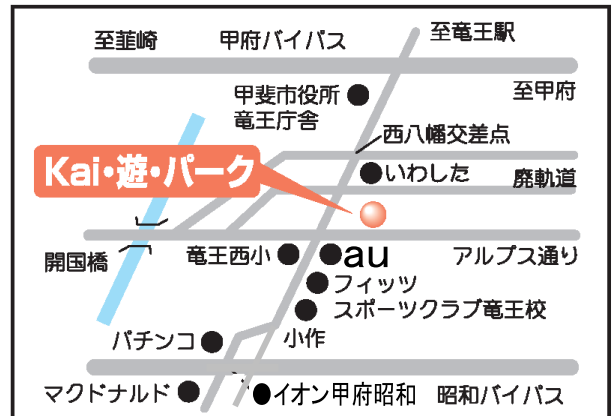 至韮崎
甲府バイパス
至竜王駅
至甲府
甲斐市役所
竜王庁舎
西八幡交差点
Kai・遊・パーク
いわした
廃軌道
開国橋
竜王西小
au
アルプス通り
フィッツ
スポーツクラブ竜王校
パチンコ
小作
マクドナルド
イオン甲府昭和
昭和バイパス